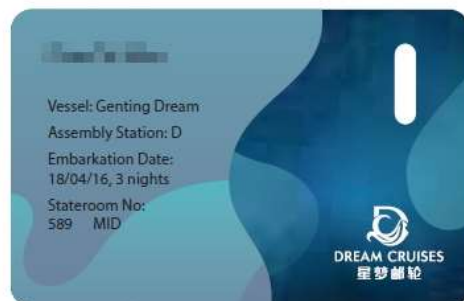 Vessel: Genting Dream
Assembly Station: D
Embarkation Date:
18/04/16, 3 nights
Stateroom No:
589 MID
DREAM CRUISES
星梦邮轮